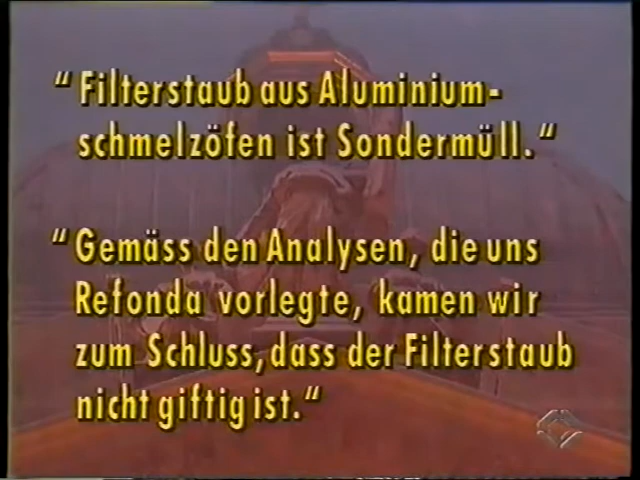 “Filterstaub aus Aluminium-
schmelzöfen ist Sondermüll.“
“Gemäss den Analysen, die uns
Refonda vorlegte, kamen wir
zum Schluss, dass der Filterstaub
nicht giftig ist.“